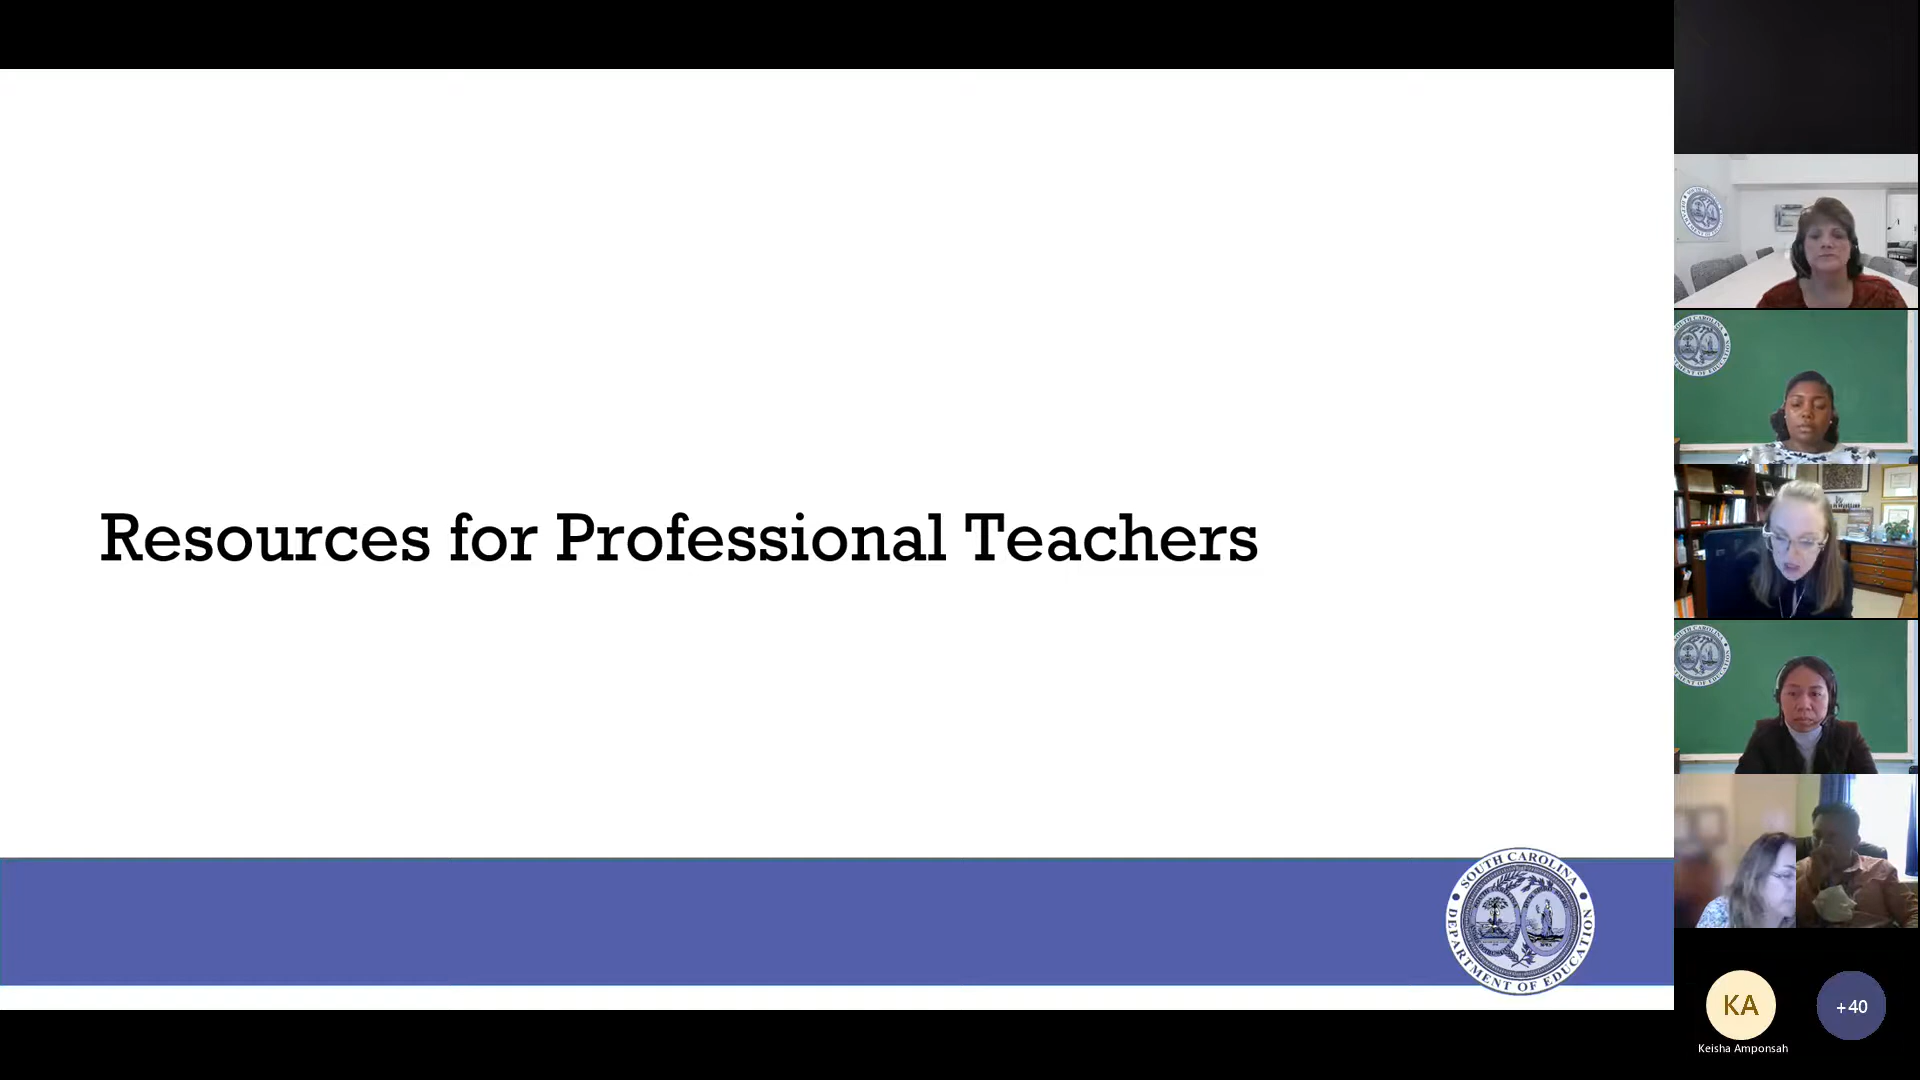 Resources for Professional Teachers
SOUTH CAROLINA
DEPARTMENT OF EDUCATION
KA
+40
Keisha Amponsah